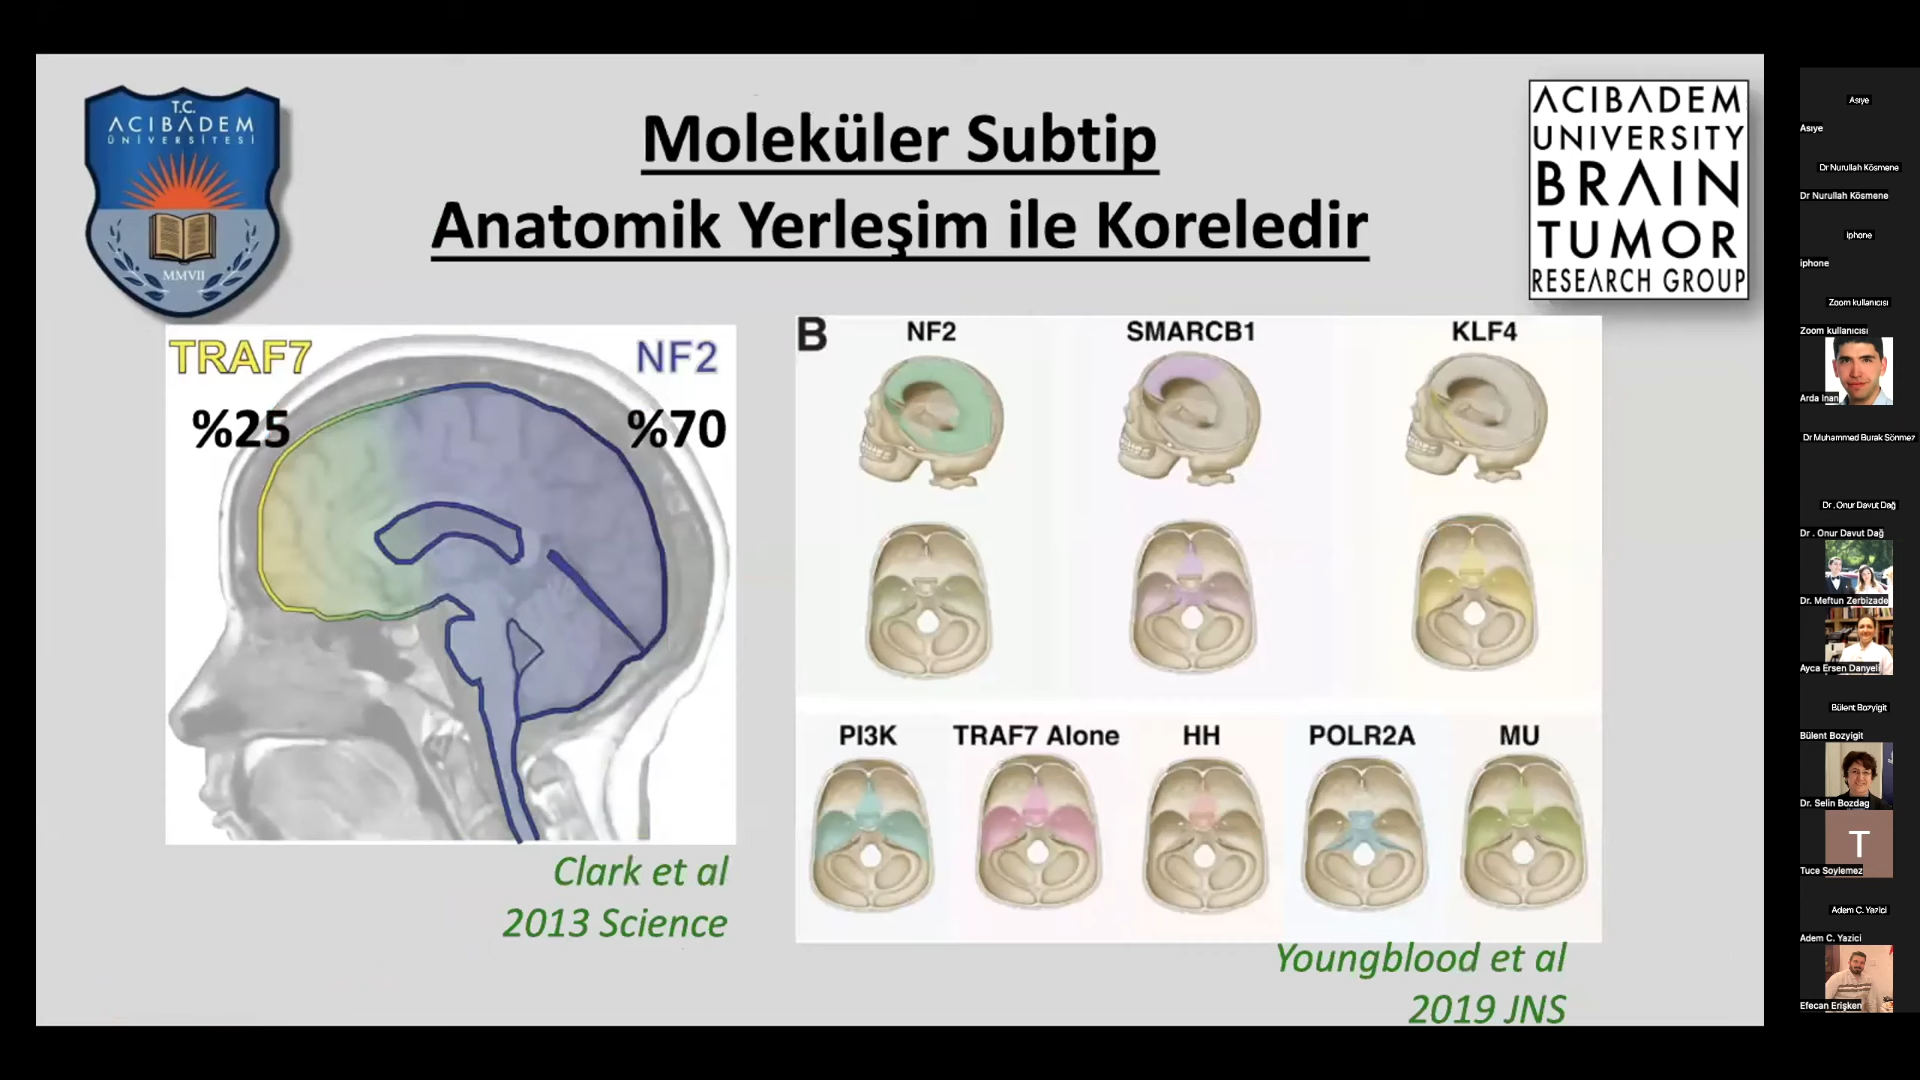 T.C.
ACIBADEM
ÜNİVERSİTESİ
MMVII
Moleküler Subtip
Anatomik Yerleşim ile Koreledir
ACIBADEM
UNIVERSITY
BRAIN
TUMOR
RESEARCH GROUP
TRAF7
NF2
%25
%70
Clark et al
2013 Science
B
NF2
SMARCB1
KLF4
PI3K
TRAF7 Alone
HH
POLR2A
MU
Youngblood et al
2019 JNS
Asıye
Asıye
Dr Nurullah Kösmene
Dr Nurullah Kösmene
iphone
iphone
Zoom kullanıcısı
Zoom kullanıcısı
Arda Inan
Dr Muhammed Burak Sönmez
Dr . Onur Davut Dağ
Dr . Onur Davut Dağ
Dr. Meftun Zerbizade
Ayca Ersen Danyeli
Bülent Bozyigit
Bülent Bozyigit
Dr. Selin Bozdag
T
Tuce Soylemez
Adem C. Yazici
Adem C. Yazici
Efecan Erişken